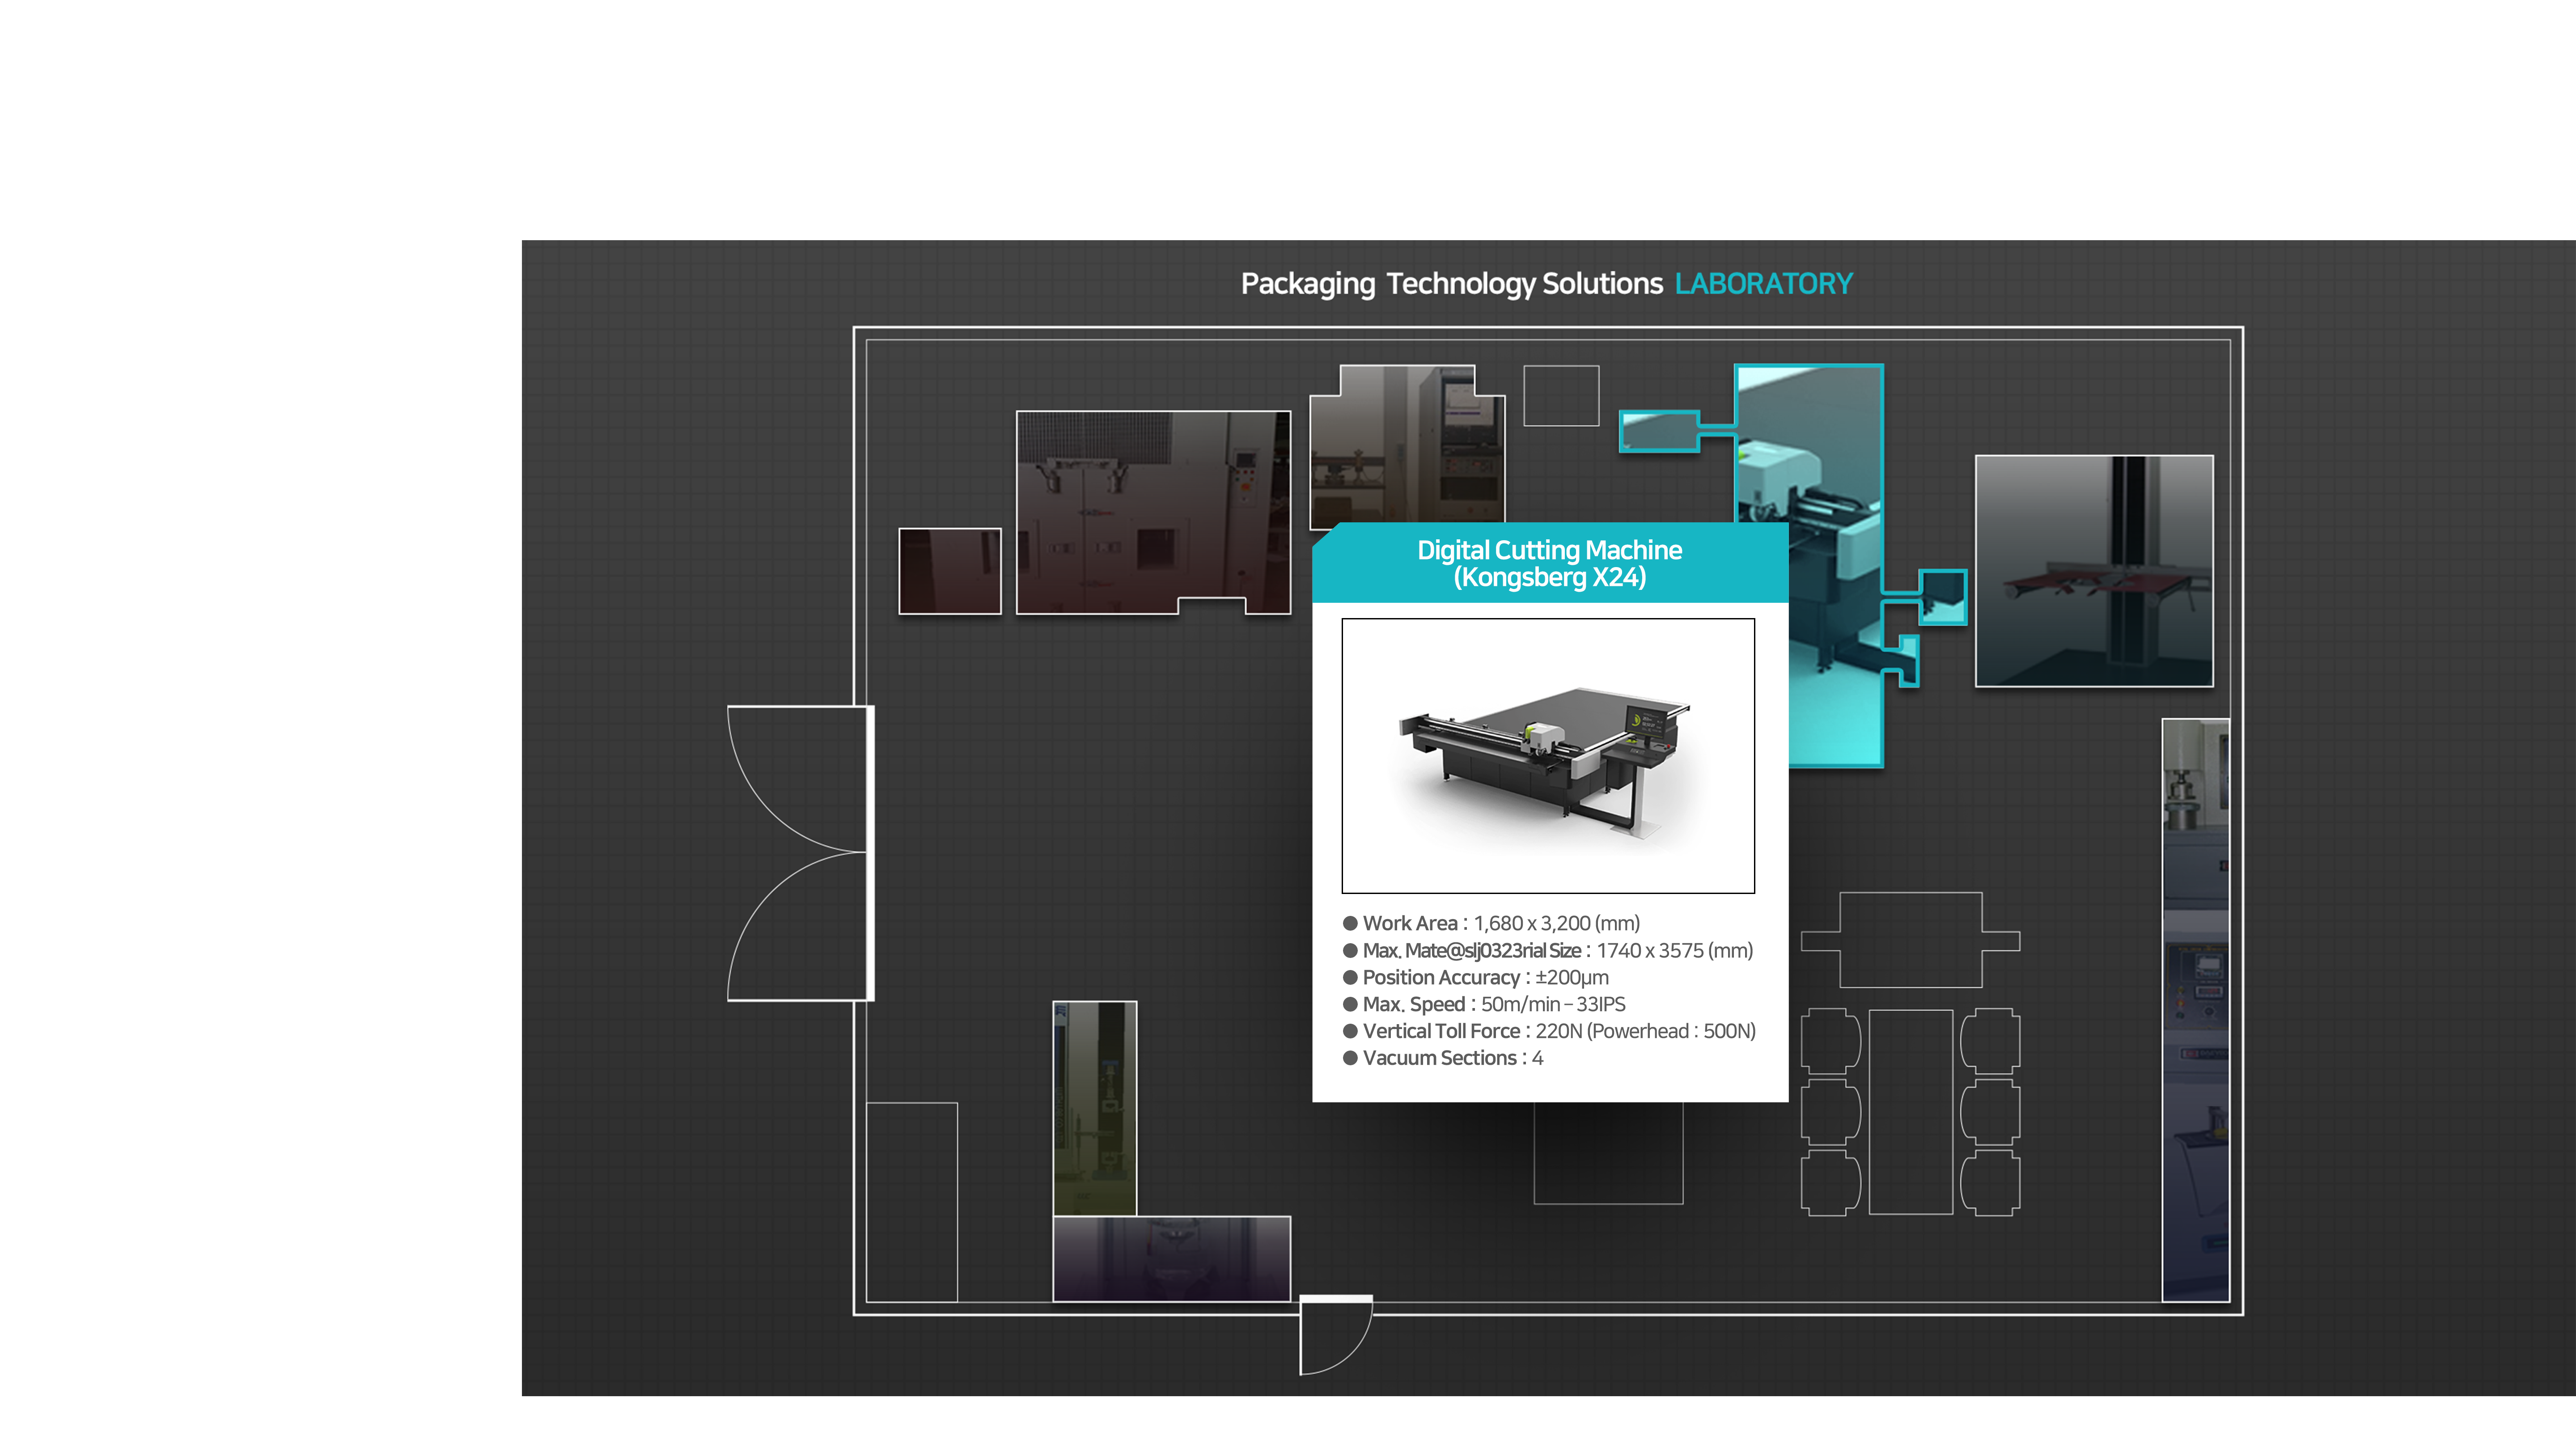 Packaging Technology Solutions LABORATORY
Digital Cutting Machine
(Kongsberg X24)
● Work Area : 1,680 x 3,200 (mm)
● Max. Mate@slj0323rial Size : 1740 x 3575 (mm)
● Position Accuracy : ±200μm
● Max. Speed : 50m/min – 33IPS
● Vertical Toll Force : 220N (Powerhead : 500N)
● Vacuum Sections : 4